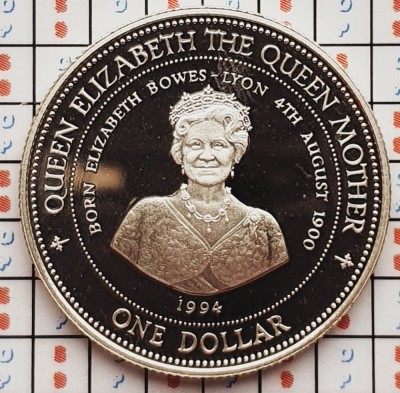 QUEEN ELIZABETH THE QUEEN MOTHER
BORN ELIZABETH BOWES-LYON 4TH AUGUST 1900
1994
ONE DOLLAR